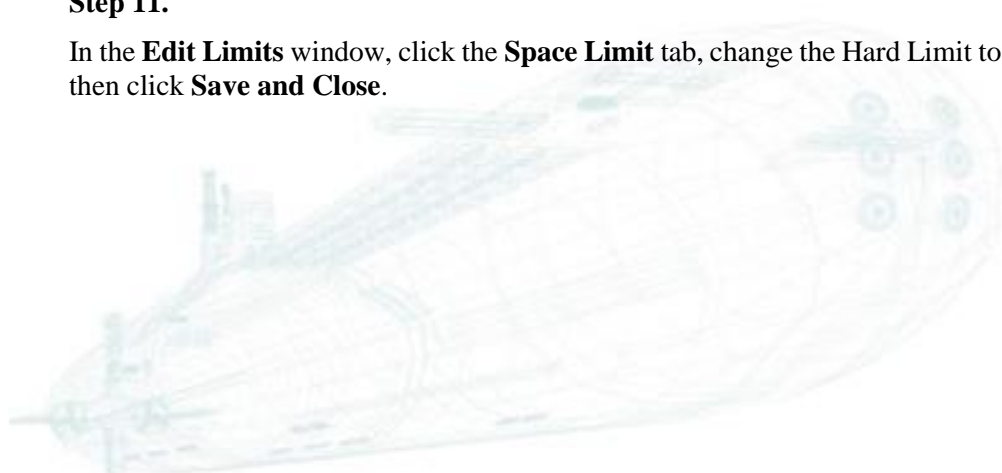 Step 11.
In the Edit Limits window, click the Space Limit tab, change the Hard Limit to
then click Save and Close.